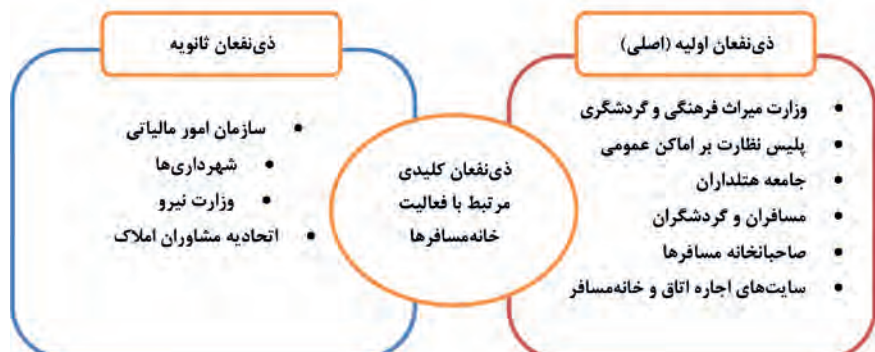 ذی‌نفعان اولیه (اصلی)
وزارت میراث فرهنگی و گردشگری
پلیس نظارت بر اماکن عمومی
جامعه هتلداران
مسافران و گردشگران
صاحبانخانه مسافرها
سایت‌های اجاره اتاق و خانه‌مسافر
ذی‌نفعان کلیدی
مرتبط با فعالیت
خانه‌مسافرها
ذی‌نفعان ثانویه
سازمان امور مالیاتی
شهرداری‌ها
وزارت نیرو
اتحادیه مشاوران املاک